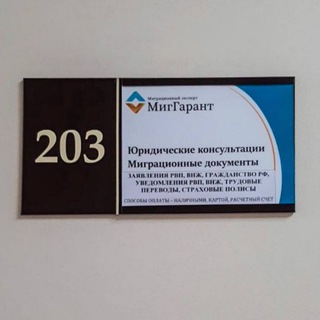 203
Миграционный эксперт
МигГарант
Юридические консультации
Миграционные документы
ЗАЯВЛЕНИЯ РВП, ВНЖ, ГРАЖДАНСТВО РФ,
УВЕДОМЛЕНИЯ РВП, ВНЖ, ТРУДОВЫЕ
ПЕРЕВОДЫ, СТРАХОВЫЕ ПОЛИСЫ
СПОСОБЫ ОПЛАТЫ – НАЛИЧНЫМИ, КАРТОЙ, РАСЧЕТНЫЙ СЧЕТ